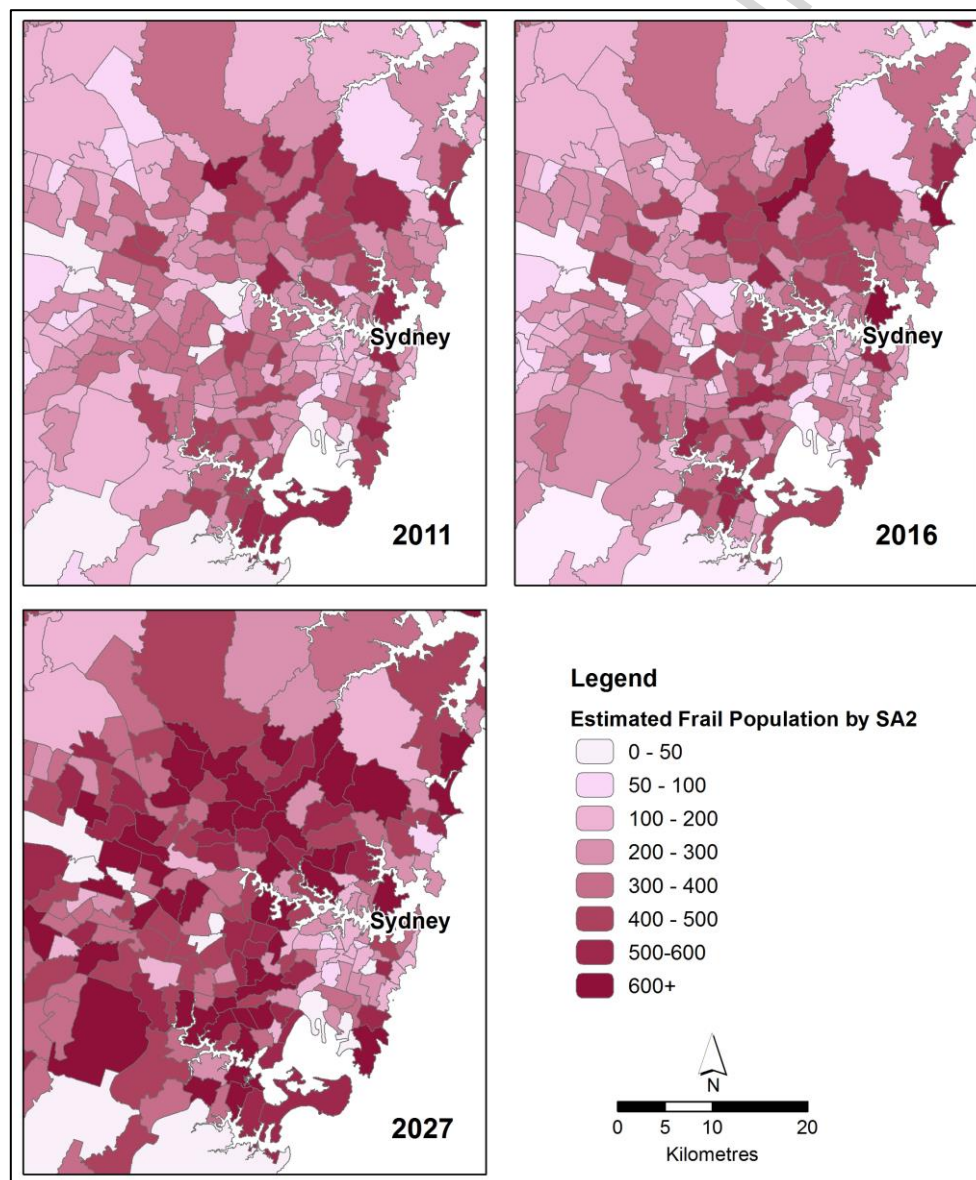 Sydney
2011
Sydney
2016
Sydney
2027
Legend
Estimated Frail Population by SA2
0 - 50
50 - 100
100 - 200
200 - 300
300 - 400
400 - 500
500-600
600+
N
0 5 10 20
Kilometres